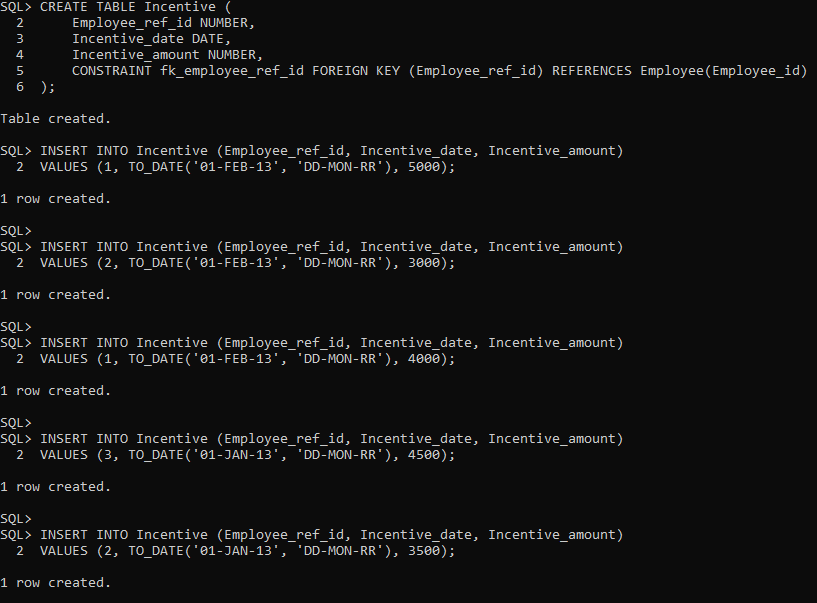 SQL> CREATE TABLE Incentive (
  2      Employee_ref_id NUMBER,
  3      Incentive_date DATE,
  4      Incentive_amount NUMBER,
  5      CONSTRAINT fk_employee_ref_id FOREIGN KEY (Employee_ref_id) REFERENCES Employee(Employee_id)
  6  );
Table created.
SQL> INSERT INTO Incentive (Employee_ref_id, Incentive_date, Incentive_amount)
  2  VALUES (1, TO_DATE('01-FEB-13', 'DD-MON-RR'), 5000);
1 row created.
SQL>
SQL> INSERT INTO Incentive (Employee_ref_id, Incentive_date, Incentive_amount)
  2  VALUES (2, TO_DATE('01-FEB-13', 'DD-MON-RR'), 3000);
1 row created.
SQL>
SQL> INSERT INTO Incentive (Employee_ref_id, Incentive_date, Incentive_amount)
  2  VALUES (1, TO_DATE('01-FEB-13', 'DD-MON-RR'), 4000);
1 row created.
SQL>
SQL> INSERT INTO Incentive (Employee_ref_id, Incentive_date, Incentive_amount)
  2  VALUES (3, TO_DATE('01-JAN-13', 'DD-MON-RR'), 4500);
1 row created.
SQL>
SQL> INSERT INTO Incentive (Employee_ref_id, Incentive_date, Incentive_amount)
  2  VALUES (2, TO_DATE('01-JAN-13', 'DD-MON-RR'), 3500);
1 row created.